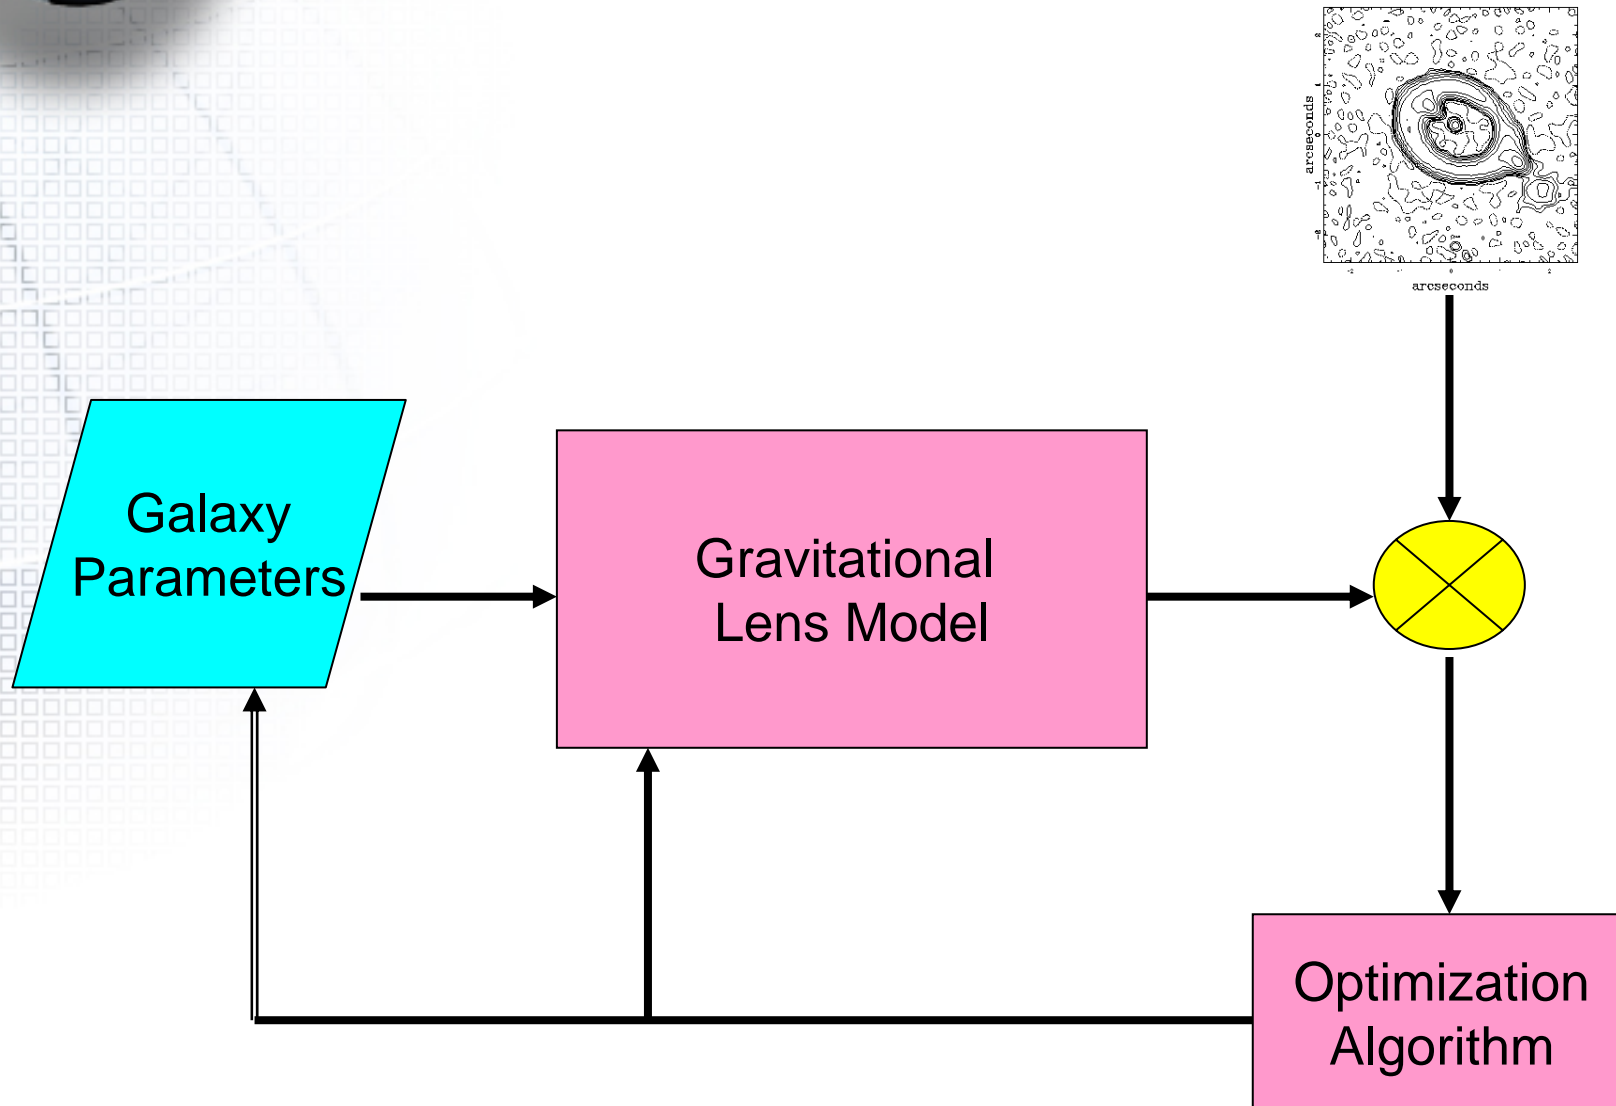 arcseconds
arcseconds
Galaxy
Parameters
Gravitational
Lens Model
Optimization
Algorithm